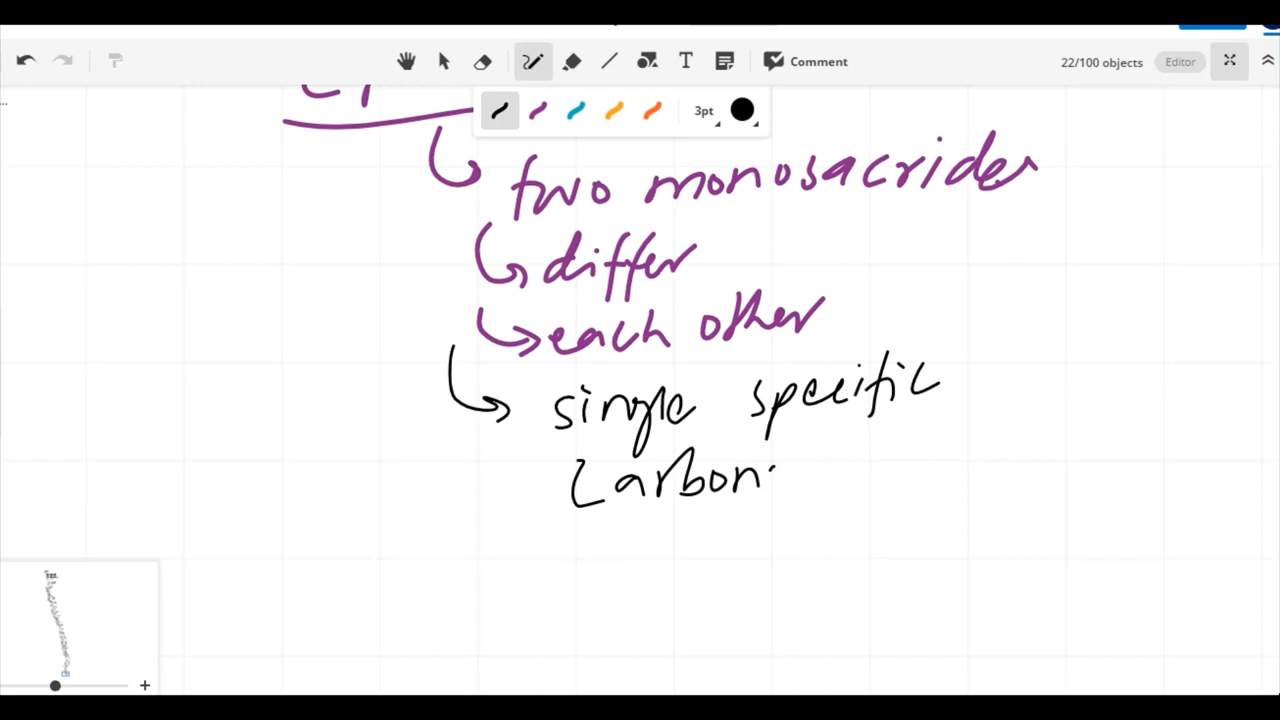 Comment
22/100 objects
Editor
3pt
two monosacrides
differ
each other
single specific
Carbon